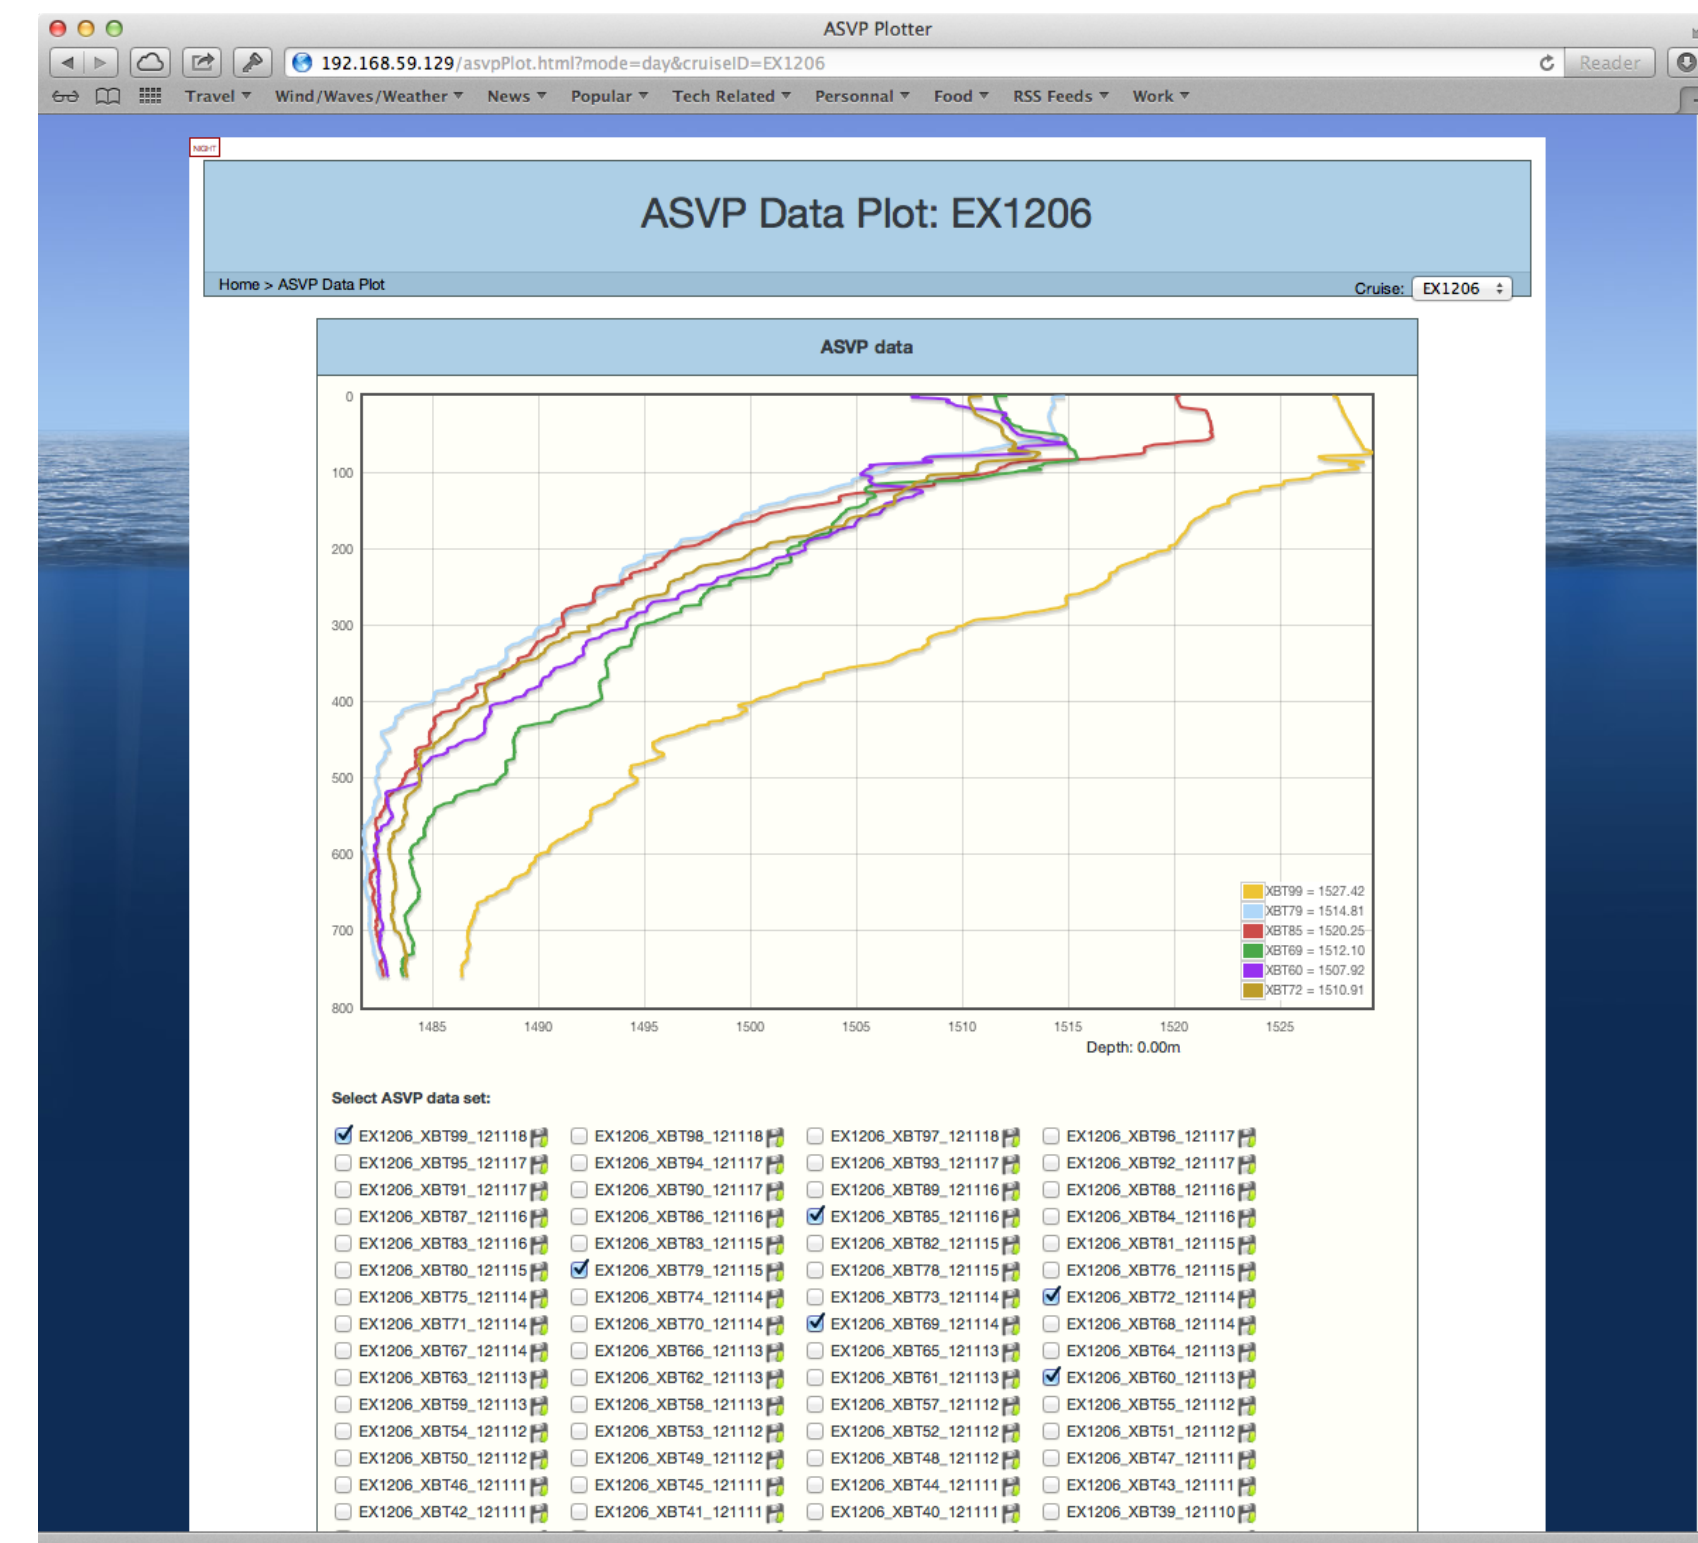 ASVP Plotter
192.168.59.129/asvpPlot.html?mode=day&cruiseID=EX1206
Reader
Travel Wind/Waves/Weather News Popular Tech Related Personnal Food RSS Feeds Work
NIGHT
ASVP Data Plot: EX1206
Home > ASVP Data Plot
Cruise: EX1206
ASVP data
0
100
200
300
400
500
600
700
800
XBT99 = 1527.42
XBT79 = 1514.81
XBT85 = 1520.25
XBT69 = 1512.10
XBT60 = 1507.92
XBT72 = 1510.91
1485 1490 1495 1500 1505 1510 1515 1520 1525
Depth: 0.00m
Select ASVP data set:
EX1206_XBT99_121118 EX1206_XBT98_121118 EX1206_XBT97_121118 EX1206_XBT96_121117
EX1206_XBT95_121117 EX1206_XBT94_121117 EX1206_XBT93_121117 EX1206_XBT92_121117
EX1206_XBT91_121117 EX1206_XBT90_121117 EX1206_XBT89_121116 EX1206_XBT88_121116
EX1206_XBT87_121116 EX1206_XBT86_121116 EX1206_XBT85_121116 EX1206_XBT84_121116
EX1206_XBT83_121116 EX1206_XBT83_121115 EX1206_XBT82_121115 EX1206_XBT81_121115
EX1206_XBT80_121115 EX1206_XBT79_121115 EX1206_XBT78_121115 EX1206_XBT76_121115
EX1206_XBT75_121114 EX1206_XBT74_121114 EX1206_XBT73_121114 EX1206_XBT72_121114
EX1206_XBT71_121114 EX1206_XBT70_121114 EX1206_XBT69_121114 EX1206_XBT68_121114
EX1206_XBT67_121114 EX1206_XBT66_121113 EX1206_XBT65_121113 EX1206_XBT64_121113
EX1206_XBT63_121113 EX1206_XBT62_121113 EX1206_XBT61_121113 EX1206_XBT60_121113
EX1206_XBT59_121113 EX1206_XBT58_121113 EX1206_XBT57_121112 EX1206_XBT55_121112
EX1206_XBT54_121112 EX1206_XBT53_121112 EX1206_XBT52_121112 EX1206_XBT51_121112
EX1206_XBT50_121112 EX1206_XBT49_121112 EX1206_XBT48_121112 EX1206_XBT47_121111
EX1206_XBT46_121111 EX1206_XBT45_121111 EX1206_XBT44_121111 EX1206_XBT43_121111
EX1206_XBT42_121111 EX1206_XBT41_121111 EX1206_XBT40_121111 EX1206_XBT39_121110